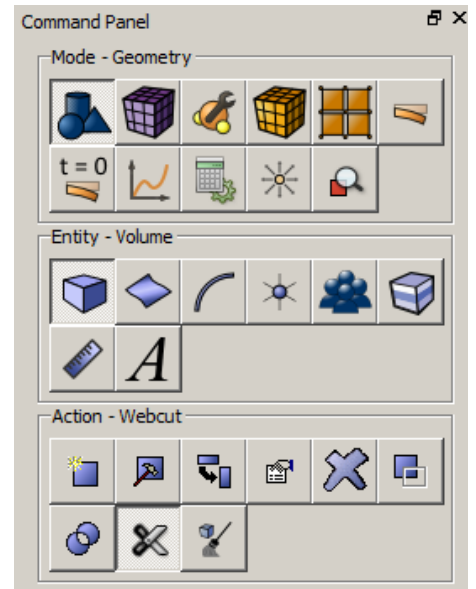 Command Panel
Mode - Geometry
t = 0
Entity - Volume
A
Action - Webcut